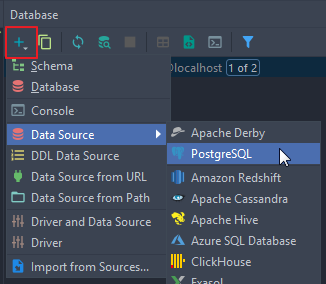 Database
Schema
@localhost 1 of 2
Database
Console
Data Source
DDL Data Source
Data Source from URL
Data Source from Path
Driver and Data Source
Driver
Import from Sources...
Apache Derby
PostgreSQL
Amazon Redshift
Apache Cassandra
Apache Hive
Azure SQL Database
ClickHouse
Exasol